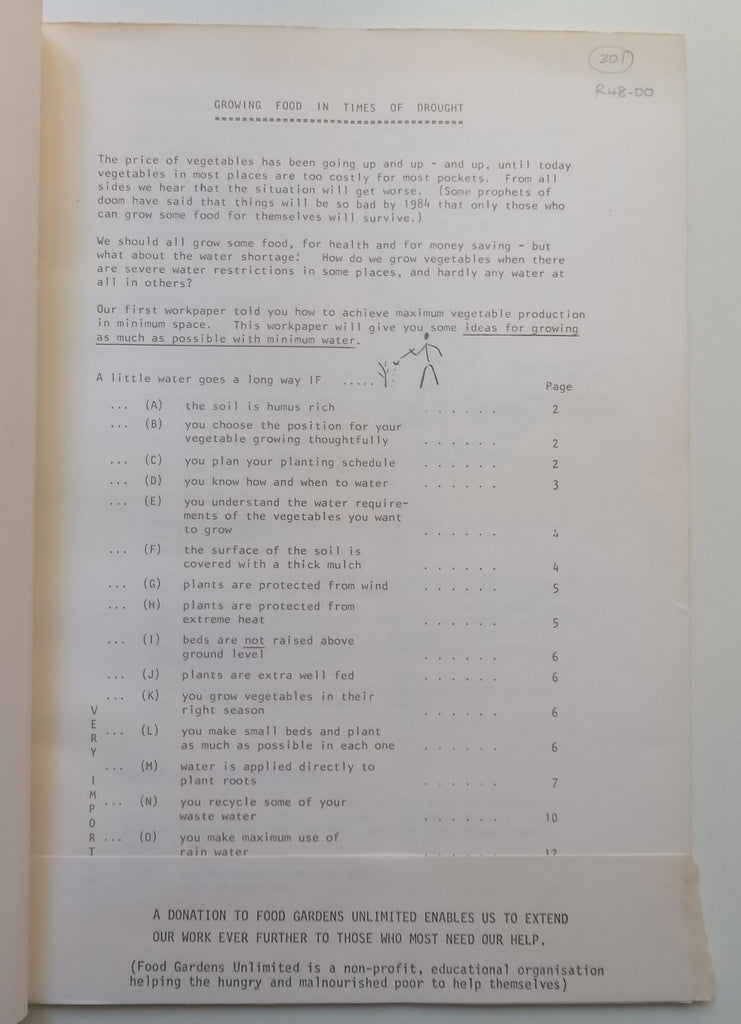 301
R48-00
GROWING FOOD IN TIMES OF DROUGHT
The price of vegetables has been going up and up - and up, until today
vegetables in most places are too costly for most pockets. From all
sides we hear that the situation will get worse. (Some prophets of
doom have said that things will be so bad by 1984 that only those who
can grow some food for themselves will survive.)
We should all grow some food, for health and for money saving - but
what about the water shortage! How do we grow vegetables when there
are severe water restrictions in some places, and hardly any water at
all in others?
Our first workpaper told you how to achieve maximum vegetable production
in minimum space. This workpaper will give you some ideas for growing
as much as possible with minimum water.
A little water goes a long way IF .....
Page
... (A) the soil is humus rich . . . . . . 2
... (B) you choose the position for your
vegetable growing thoughtfully . . . . . . 2
... (C) you plan your planting schedule . . . . . . 2
... (D) you know how and when to water . . . . . . 3
... (E) you understand the water require-
ments of the vegetables you want
to grow . . . . . . 4
... (F) the surface of the soil is
covered with a thick mulch . . . . . . 4
... (G) plants are protected from wind . . . . . . 5
... (H) plants are protected from
extreme heat . . . . . . 5
... (I) beds are not raised above
ground level . . . . . . 6
... (J) plants are extra well fed . . . . . . 6
... (K) you grow vegetables in their
right season . . . . . . 6
... (L) you make small beds and plant
as much as possible in each one . . . . . . 6
... (M) water is applied directly to
plant roots . . . . . . 7
... (N) you recycle some of your
waste water . . . . . . 10
... (O) you make maximum use of
rain water . . . . . . 12
VERY IMPORT
A DONATION TO FOOD GARDENS UNLIMITED ENABLES US TO EXTEND
OUR WORK EVER FURTHER TO THOSE WHO MOST NEED OUR HELP.
(Food Gardens Unlimited is a non-profit, educational organisation
helping the hungry and malnourished poor to help themselves)